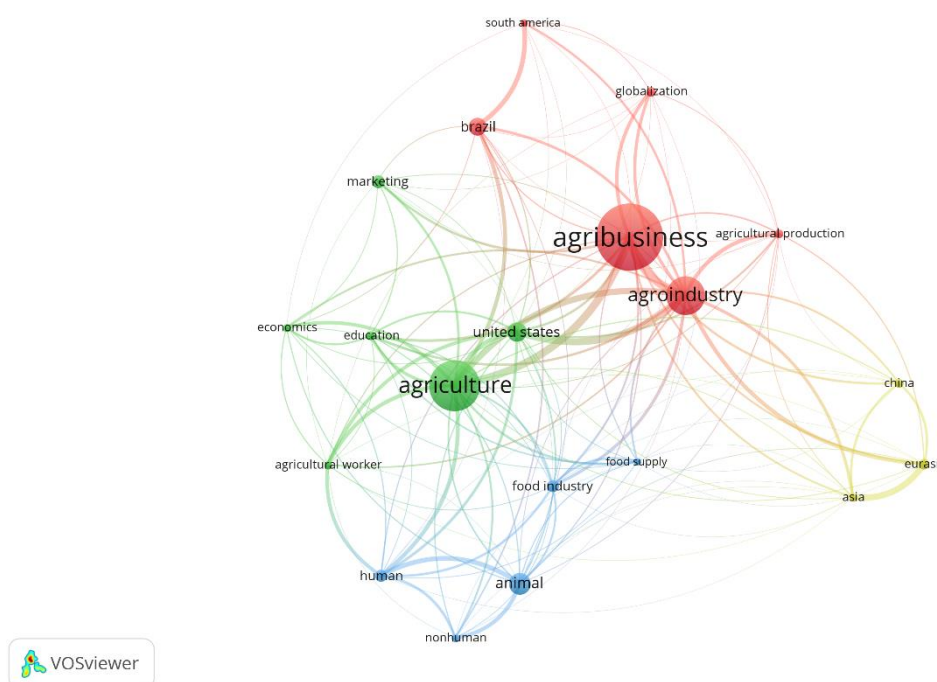 south america
globalization
brazil
marketing
agribusiness
agricultural production
agroindustry
economics
education
united states
agriculture
china
agricultural worker
food supply
euras
food industry
asia
human
animal
nonhuman
VOSviewer